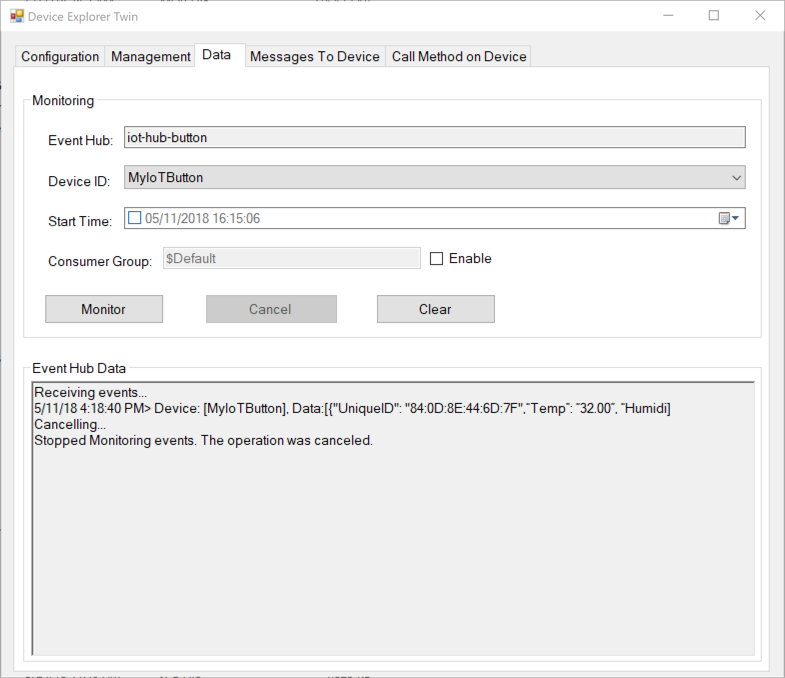 Device Explorer Twin
Configuration Management Data Messages To Device Call Method on Device
Monitoring
Event Hub: iot-hub-button
Device ID: MyIoTButton
Start Time: 05/11/2018 16:15:06
Consumer Group: $Default Enable
Monitor Cancel Clear
Event Hub Data
Receiving events...
5/11/18 4:18:40 PM> Device: [MyIoTButton], Data:[{"UniqueID": "84:0D:8E:44:6D:7F",“Temp”: “32.00”, “Humidi]
Cancelling...
Stopped Monitoring events. The operation was canceled.